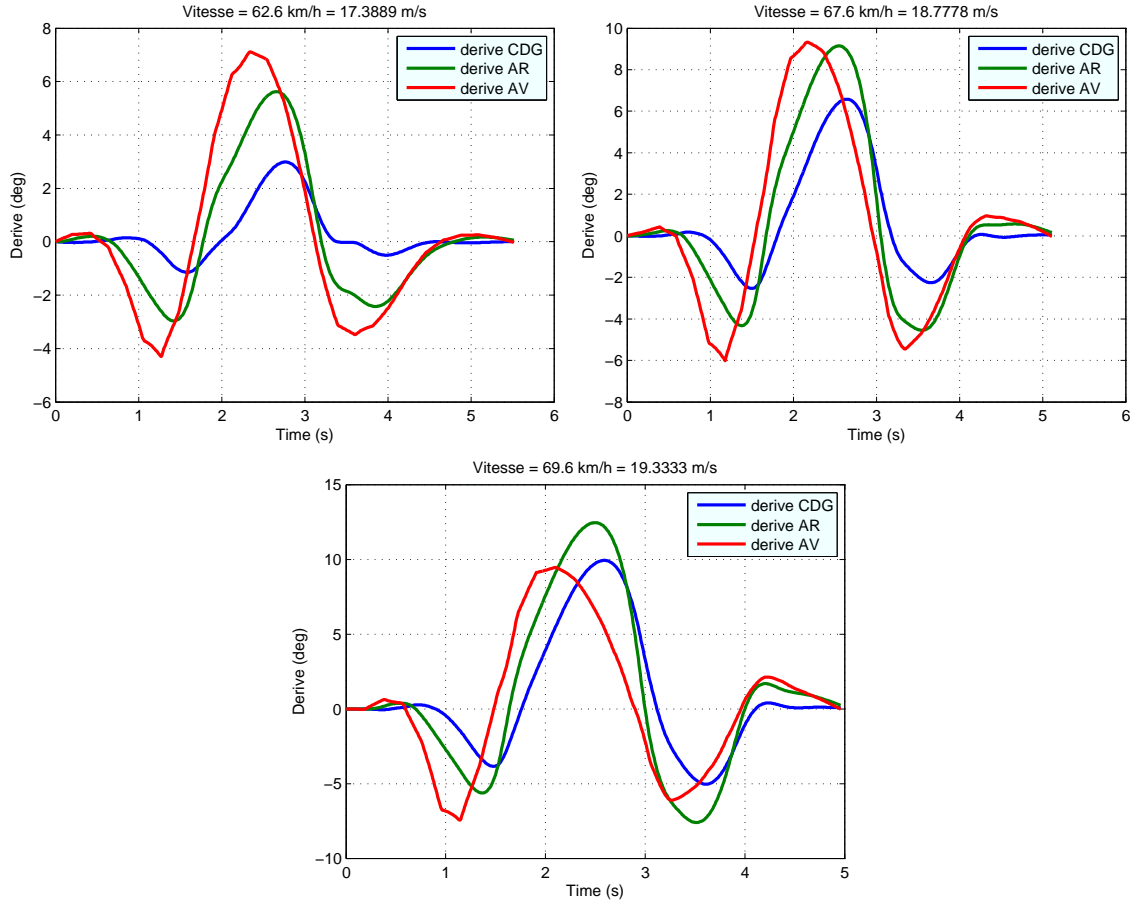 Vitesse = 62.6 km/h = 17.3889 m/s
8
6
4
2
0
−2
−4
−6
0
1
2
3
4
5
6
Time (s)
Derive (deg)
derive CDG
derive AR
derive AV
Vitesse = 67.6 km/h = 18.7778 m/s
10
8
6
4
2
0
−2
−4
−6
−8
0
1
2
3
4
5
6
Time (s)
Derive (deg)
derive CDG
derive AR
derive AV
Vitesse = 69.6 km/h = 19.3333 m/s
15
10
5
0
−5
−10
0
1
2
3
4
5
Time (s)
Derive (deg)
derive CDG
derive AR
derive AV